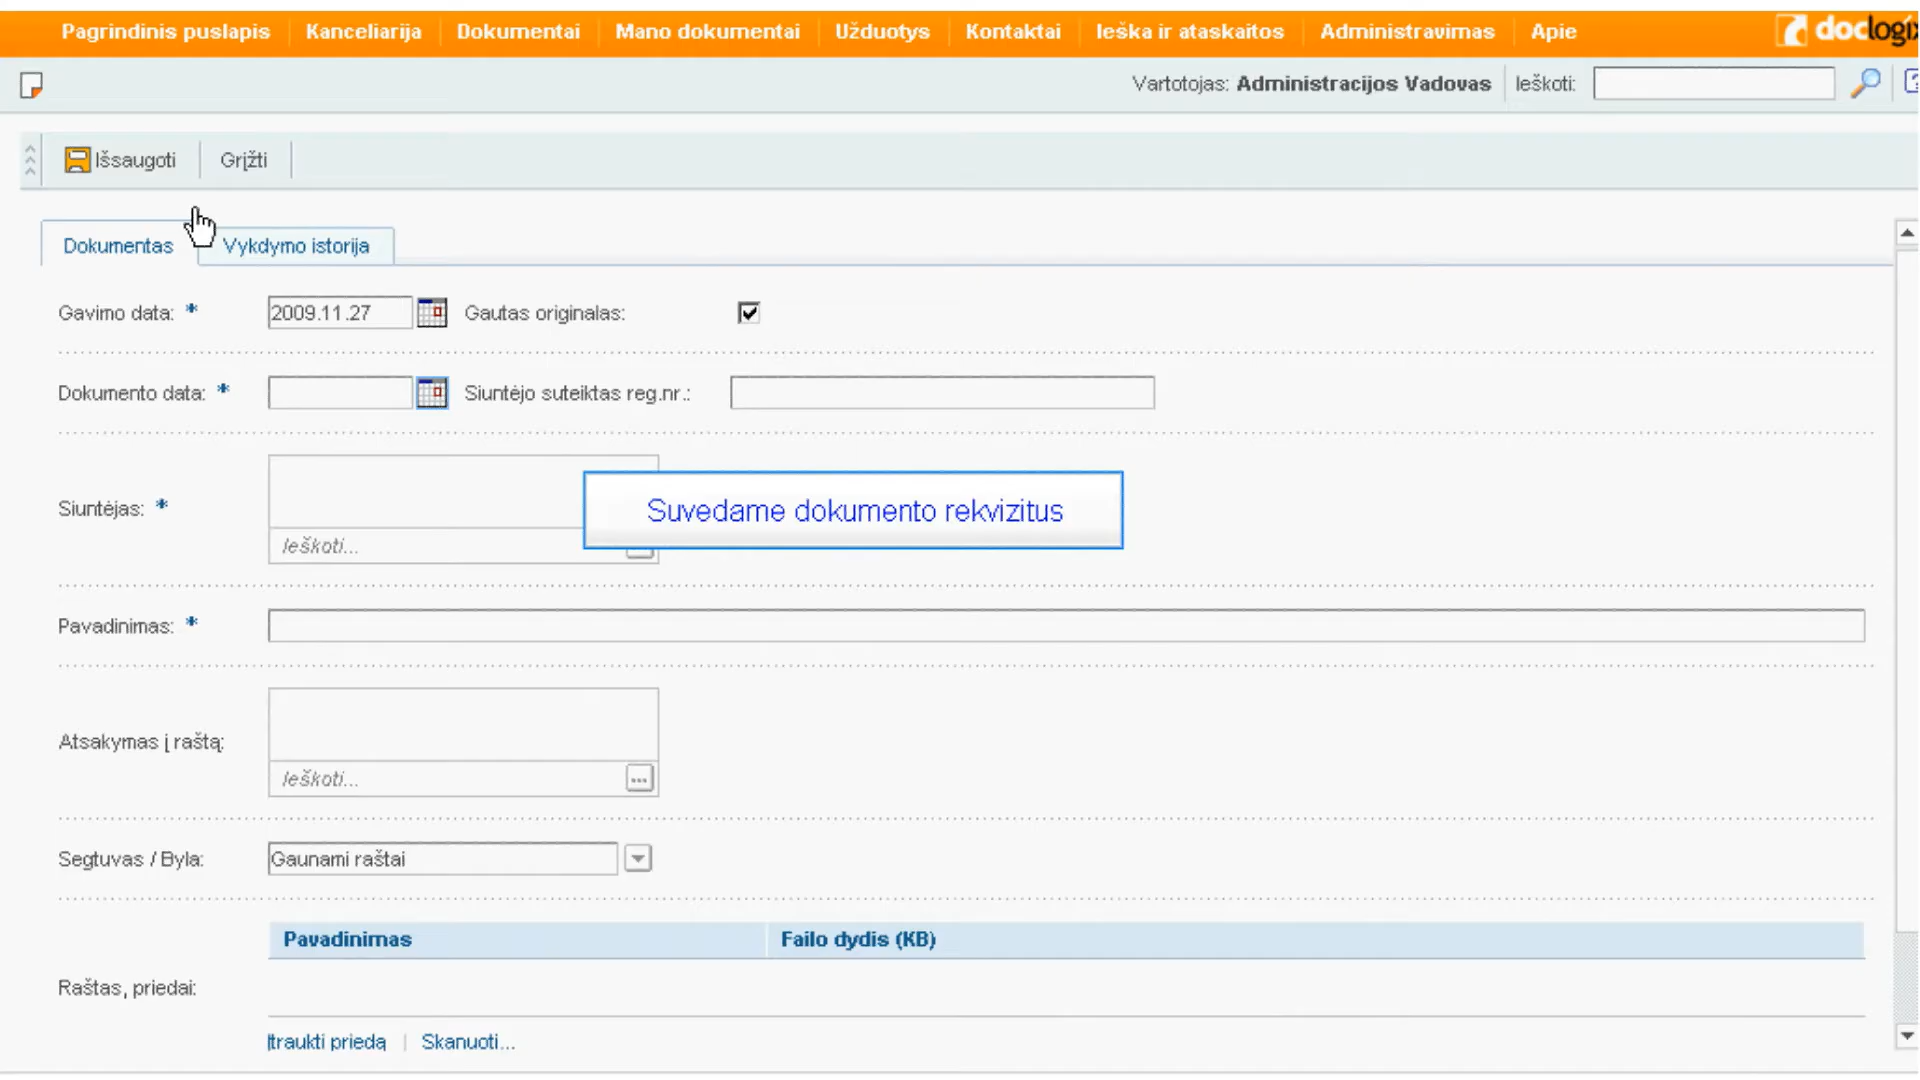 Pagrindinis puslapis Kanceliarija Dokumentai Mano dokumentai Užduotys Kontaktai Ieška ir ataskaitos Administravimas Apie doclogix
Vartotojas: Administracijos Vadovas Ieškoti:
Išsaugoti Grįžti
Dokumentas Vykdymo istorija
Gavimo data: * 2009.11.27 Gautas originalas:
Dokumento data: * Siuntėjo suteiktas reg.nr.:
Suvedame dokumento rekvizitus
Siuntėjas: *
Ieškoti...
Pavadinimas: *
Atsakymas į raštą:
Ieškoti... ...
Segtuvas / Byla: Gaunami raštai
Pavadinimas Failo dydis (KB)
Raštas, priedai:
Įtraukti priedą | Skanuoti...